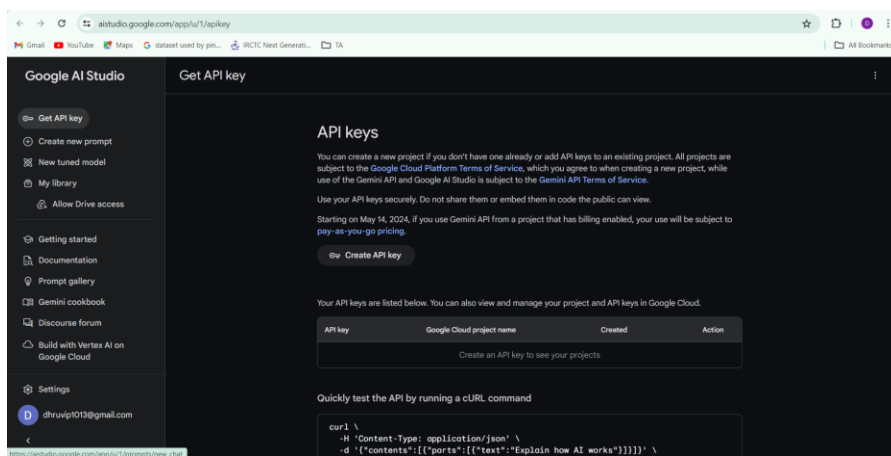 aistudio.google.com/app/u/1/apikey
Gmail YouTube Maps dataset used by pin... IRCTC Next Generati... TA All Bookmarks
Google AI Studio
Get API key
Get API key
Create new prompt
New tuned model
My library
Allow Drive access
Getting started
Documentation
Prompt gallery
Gemini cookbook
Discourse forum
Build with Vertex AI on
Google Cloud
Settings
D dhruvip1013@gmail.com
https://aistudio.google.com/app/u/1/prompts/new_chat
API keys
You can create a new project if you don't have one already or add API keys to an existing project. All projects are
subject to the Google Cloud Platform Terms of Service, which you agree to when creating a new project, while
use of the Gemini API and Google AI Studio is subject to the Gemini API Terms of Service.
Use your API keys securely. Do not share them or embed them in code the public can view.
Starting on May 14, 2024, if you use Gemini API from a project that has billing enabled, your use will be subject to
pay-as-you-go pricing.
Create API key
Your API keys are listed below. You can also view and manage your project and API keys in Google Cloud.
API key Google Cloud project name Created Action
Create an API key to see your projects
Quickly test the API by running a cURL command
curl \
-H 'Content-Type: application/json' \
-d '{"contents":[{"parts":[{"text":"Explain how AI works"}]}]}' \